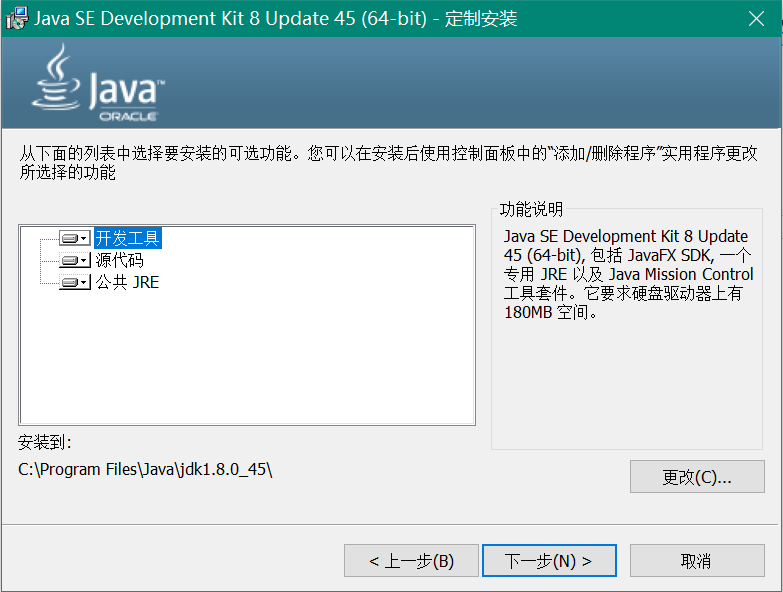 Java SE Development Kit 8 Update 45 (64-bit) - 定制安装
Java™
ORACLE
从下面的列表中选择要安装的可选功能。您可以在安装后使用控制面板中的“添加/删除程序”实用程序更改
所选择的功能
开发工具
源代码
公共 JRE
功能说明
Java SE Development Kit 8 Update
45 (64-bit), 包括 JavaFX SDK, 一个
专用 JRE 以及 Java Mission Control
工具套件。它要求硬盘驱动器上有
180MB 空间。
安装到:
C:\Program Files\Java\jdk1.8.0_45\
更改(C)...
< 上一步(B)
下一步(N) >
取消